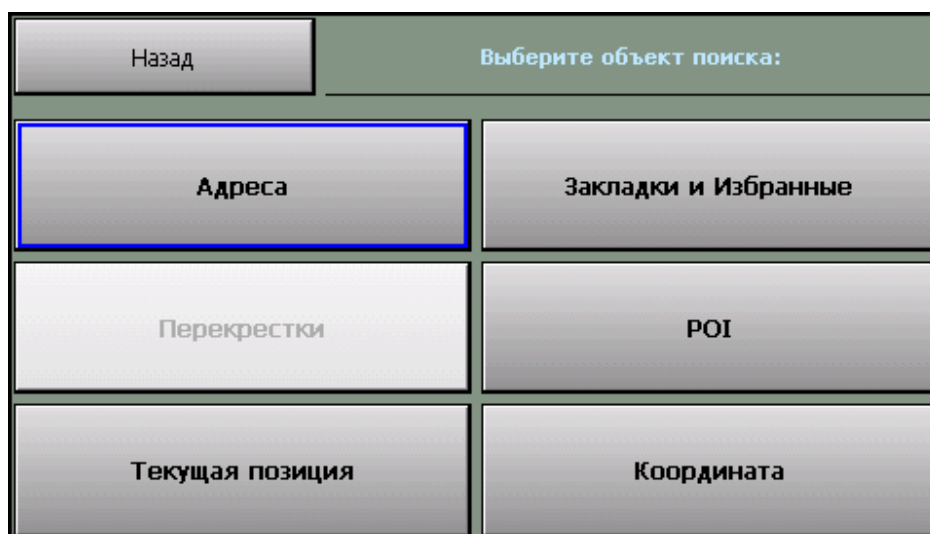 Назад
Выберите объект поиска:
Адреса
Закладки и Избранные
Перекрестки
POI
Текущая позиция
Координата